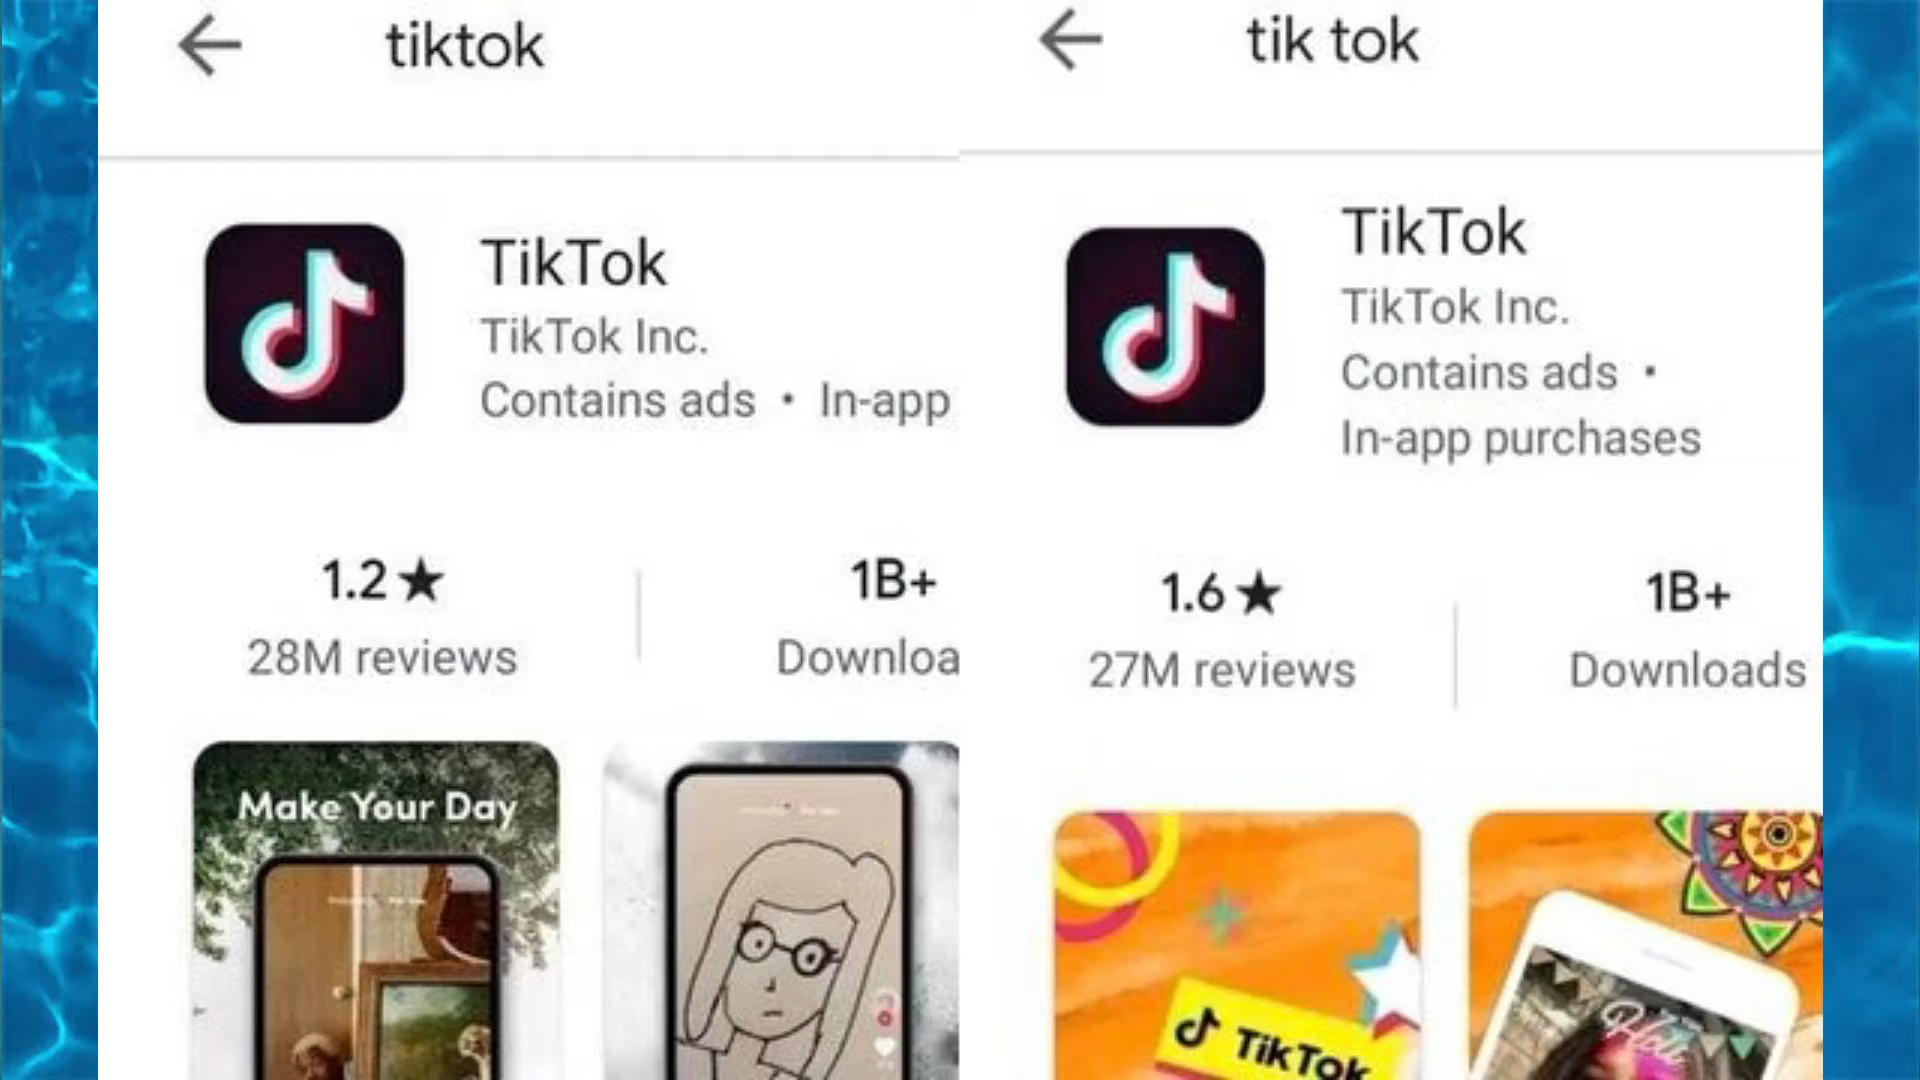 tiktok
TikTok
TikTok Inc.
Contains ads • In-app
1.2★
28M reviews
1B+
Downloa
Make Your Day
tik tok
TikTok
TikTok Inc.
Contains ads •
In-app purchases
1.6★
27M reviews
1B+
Downloads
TikTok
Holi